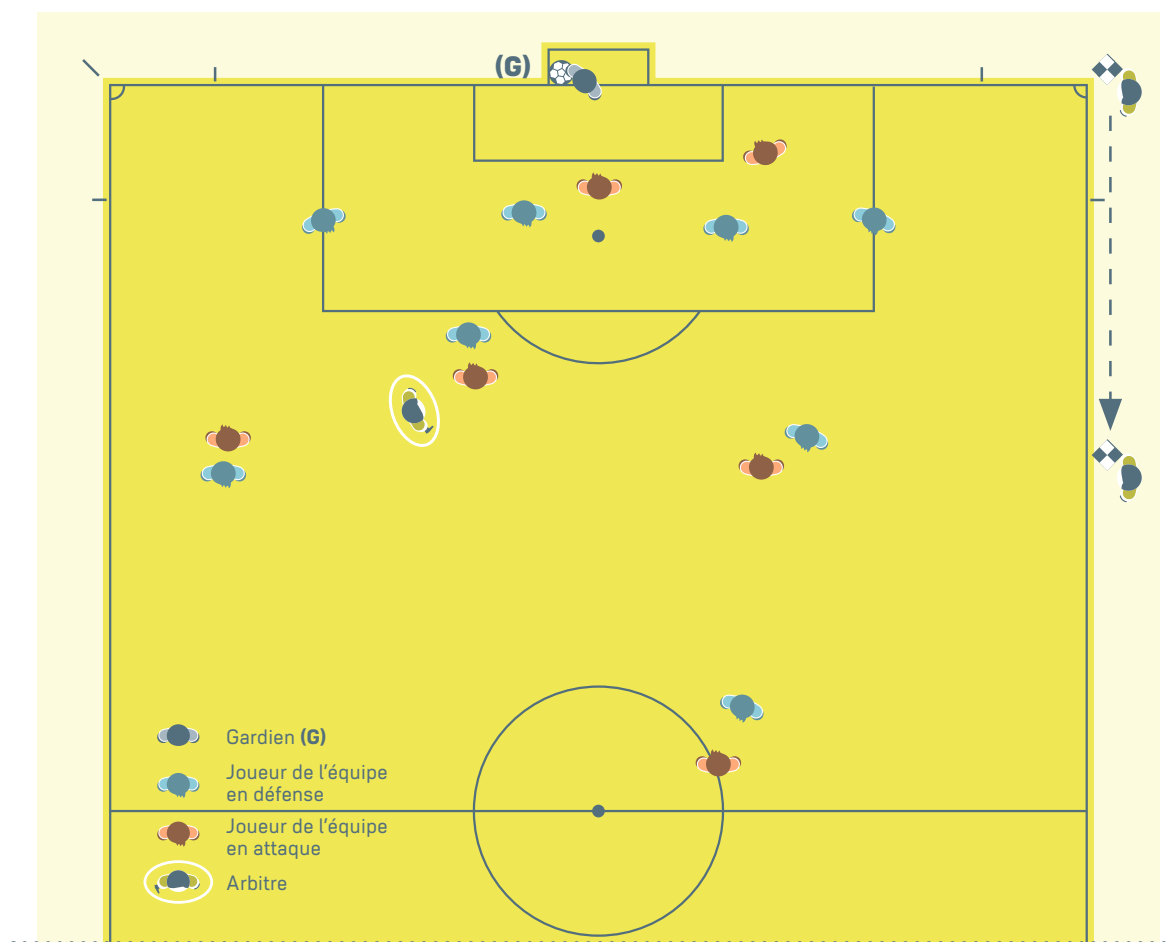 (G)
Gardien (G)
Joueur de l'équipe
en défense
Joueur de l'équipe
en attaque
Arbitre